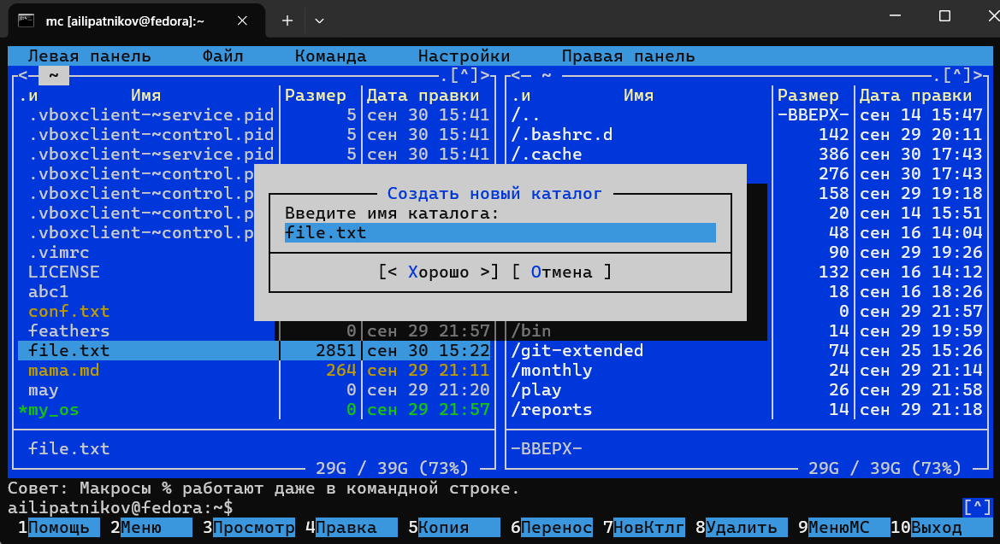 mc [ailipatnikov@fedora]:~
Левая панель Файл Команда Настройки Правая панель
<− ~ .[^]> <− ~ .[^]>
.и Имя Размер Дата правки .и Имя Размер Дата правки
.vboxclient-~service.pid 5 сен 30 15:41 /.. -ВВЕРХ- сен 14 15:47
.vboxclient-~control.pid 5 сен 30 15:41 /.bashrc.d 142 сен 29 20:11
.vboxclient-~service.pid 5 сен 30 15:41 /.cache 386 сен 30 17:43
.vboxclient-~control.p 276 сен 30 17:43
.vboxclient-~control.p Создать новый каталог 158 сен 29 19:18
.vboxclient-~control.p Введите имя каталога: 20 сен 14 15:51
.vboxclient-~control.p file.txt 48 сен 16 14:04
.vimrc 90 сен 29 19:26
LICENSE [< Хорошо >] [ Отмена ] 132 сен 16 14:12
abc1 18 сен 16 18:26
conf.txt 0 сен 29 21:57
feathers 0 сен 29 21:57 /bin 14 сен 29 19:59
file.txt 2851 сен 30 15:22 /git-extended 74 сен 25 15:26
mama.md 264 сен 29 21:11 /monthly 24 сен 29 21:14
may 0 сен 29 21:20 /play 26 сен 29 21:58
*my_os 0 сен 29 21:57 /reports 14 сен 29 21:18
file.txt -ВВЕРХ-
29G / 39G (73%) 29G / 39G (73%)
Совет: Макросы % работают даже в командной строке.
ailipatnikov@fedora:~$ [^]
1Помощь 2Меню 3Просмотр 4Правка 5Копия 6Перенос 7НовКтлг 8Удалить 9МенюMC 10Выход